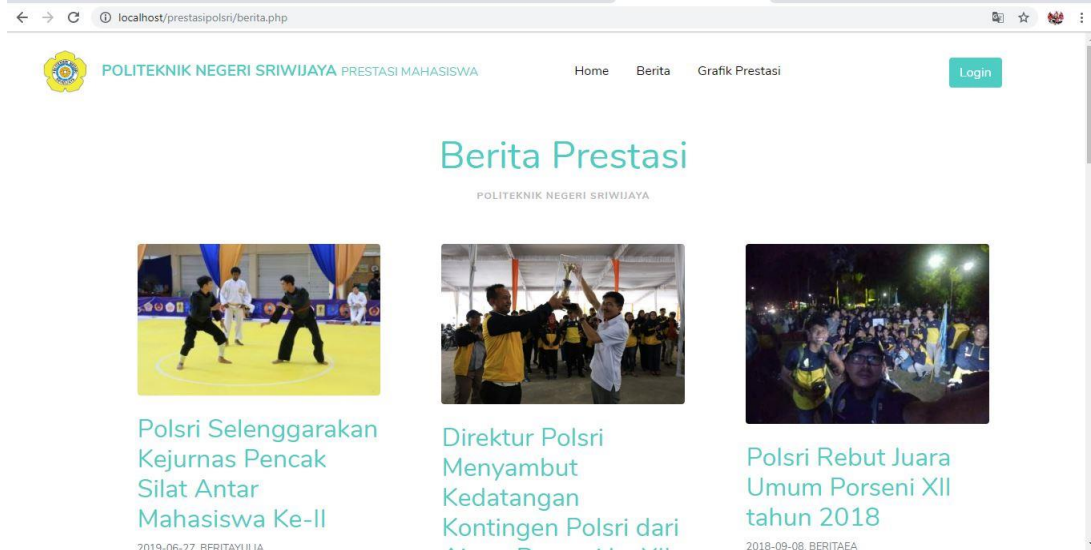 localhost/prestasipolsri/berita.php
POLITEKNIK NEGERI SRIWIJAYA PRESTASI MAHASISWA
Home Berita Grafik Prestasi
Login
Berita Prestasi
POLITEKNIK NEGERI SRIWIJAYA
Polsri Selenggarakan
Kejurnas Pencak
Silat Antar
Mahasiswa Ke-II
2019-06-27, BERITAYULIA
Direktur Polsri
Menyambut
Kedatangan
Kontingen Polsri dari
Polsri Rebut Juara
Umum Porseni XII
tahun 2018
2018-09-08, BERITAEA